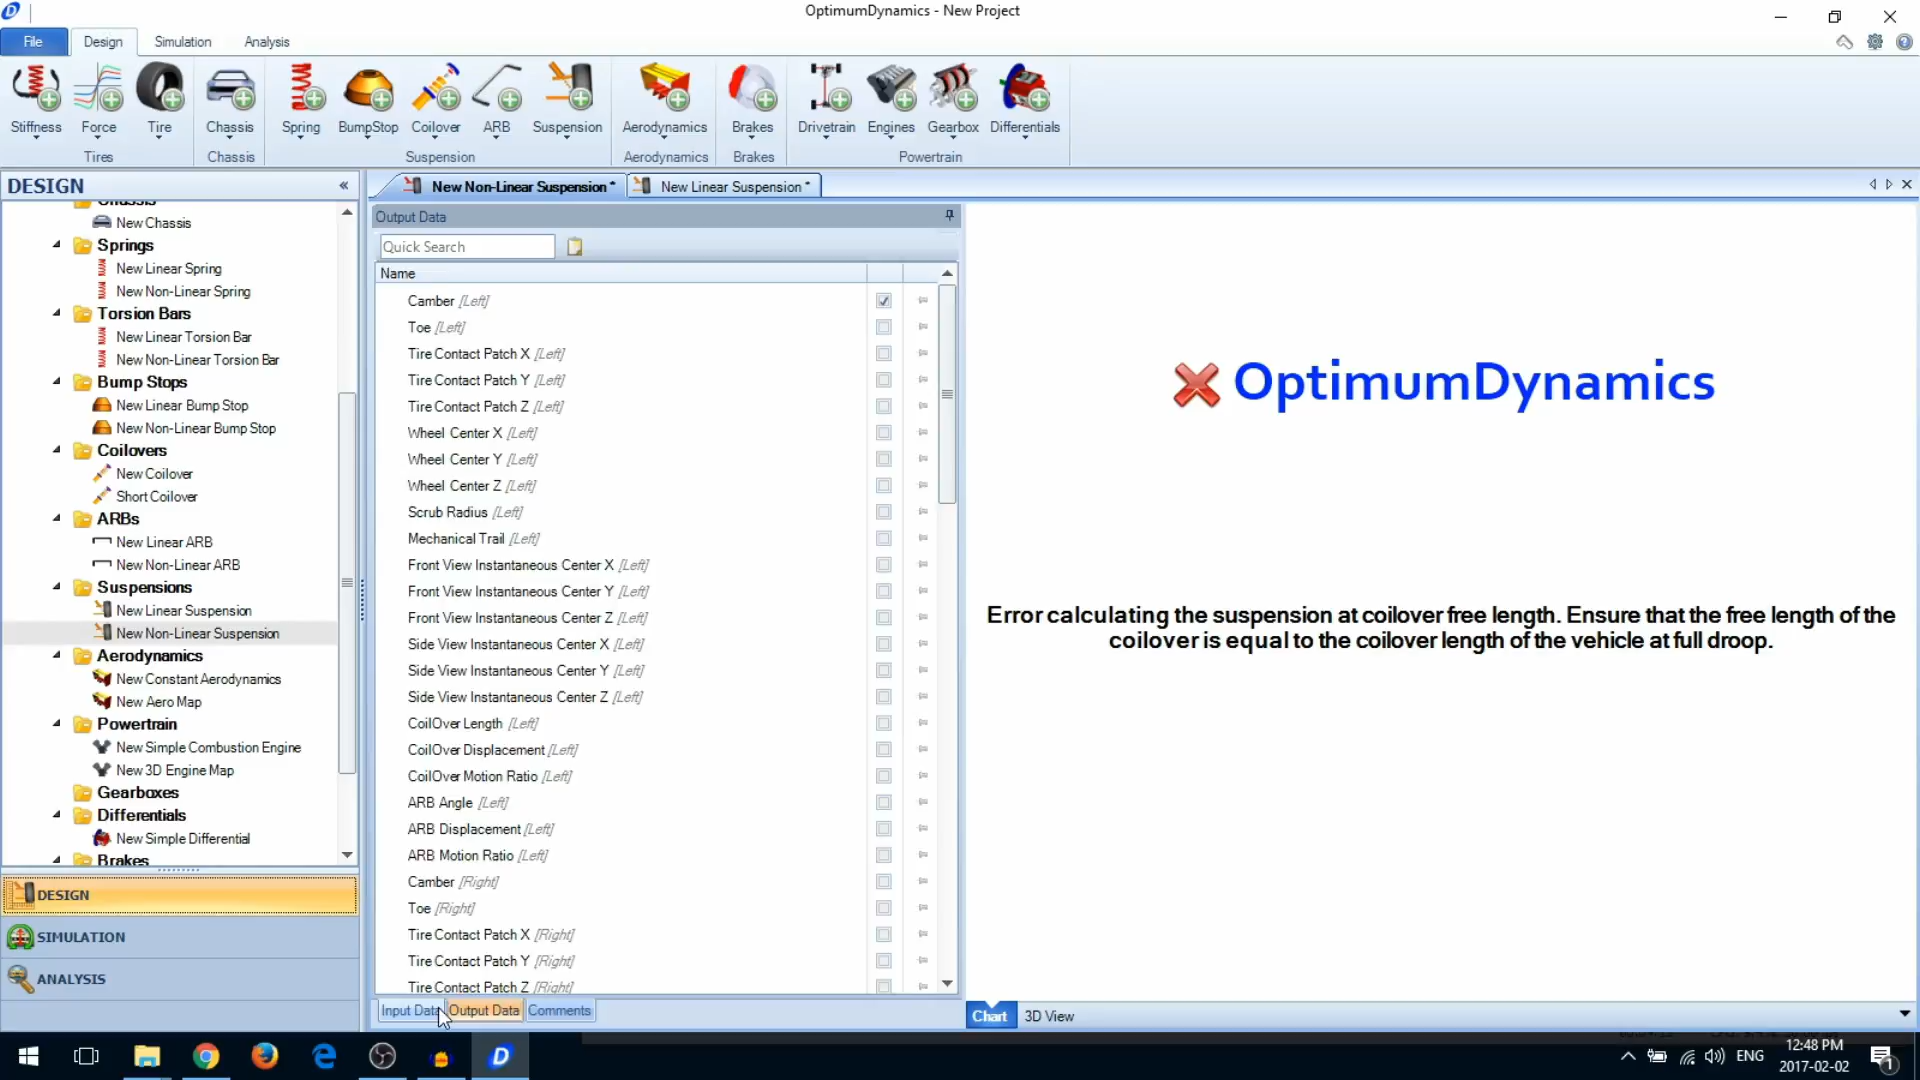 OptimumDynamics - New Project
File
Design
Simulation
Analysis
Stiffness
Force
Tire
Chassis
Spring
BumpStop
Coilover
ARB
Suspension
Aerodynamics
Brakes
Drivetrain
Engines
Gearbox
Differentials
Tires
Chassis
Suspension
Aerodynamics
Brakes
Powertrain
DESIGN
Chassis
New Chassis
Springs
New Linear Spring
New Non-Linear Spring
Torsion Bars
New Linear Torsion Bar
New Non-Linear Torsion Bar
Bump Stops
New Linear Bump Stop
New Non-Linear Bump Stop
Coilovers
New Coilover
Short Coilover
ARBs
New Linear ARB
New Non-Linear ARB
Suspensions
New Linear Suspension
New Non-Linear Suspension
Aerodynamics
New Constant Aerodynamics
New Aero Map
Powertrain
New Simple Combustion Engine
New 3D Engine Map
Gearboxes
Differentials
New Simple Differential
Brakes
DESIGN
SIMULATION
ANALYSIS
New Non-Linear Suspension *
New Linear Suspension *
Output Data
Quick Search
Name
Camber [Left]
Toe [Left]
Tire Contact Patch X [Left]
Tire Contact Patch Y [Left]
Tire Contact Patch Z [Left]
Wheel Center X [Left]
Wheel Center Y [Left]
Wheel Center Z [Left]
Scrub Radius [Left]
Mechanical Trail [Left]
Front View Instantaneous Center X [Left]
Front View Instantaneous Center Y [Left]
Front View Instantaneous Center Z [Left]
Side View Instantaneous Center X [Left]
Side View Instantaneous Center Y [Left]
Side View Instantaneous Center Z [Left]
CoilOver Length [Left]
CoilOver Displacement [Left]
CoilOver Motion Ratio [Left]
ARB Angle [Left]
ARB Displacement [Left]
ARB Motion Ratio [Left]
Camber [Right]
Toe [Right]
Tire Contact Patch X [Right]
Tire Contact Patch Y [Right]
Tire Contact Patch Z [Right]
Input Data
Output Data
Comments
OptimumDynamics
Error calculating the suspension at coilover free length. Ensure that the free length of the
coilover is equal to the coilover length of the vehicle at full droop.
Chart
3D View
ENG
12:48 PM
2017-02-02
1